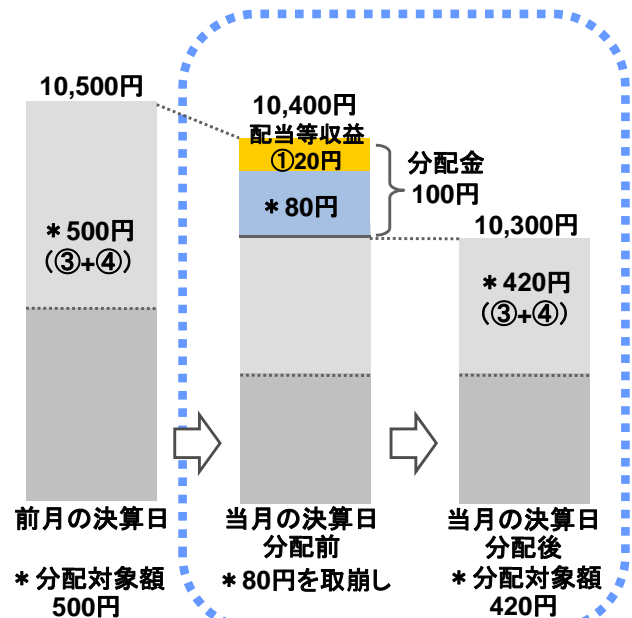 10,500円
＊500円
（③+④）
前月の決算日
＊分配対象額
500円
10,400円
配当等収益
①20円
＊80円
分配金
100円
当月の決算日
分配前
＊80円を取崩し
10,300円
＊420円
（③+④）
当月の決算日
分配後
＊分配対象額
420円